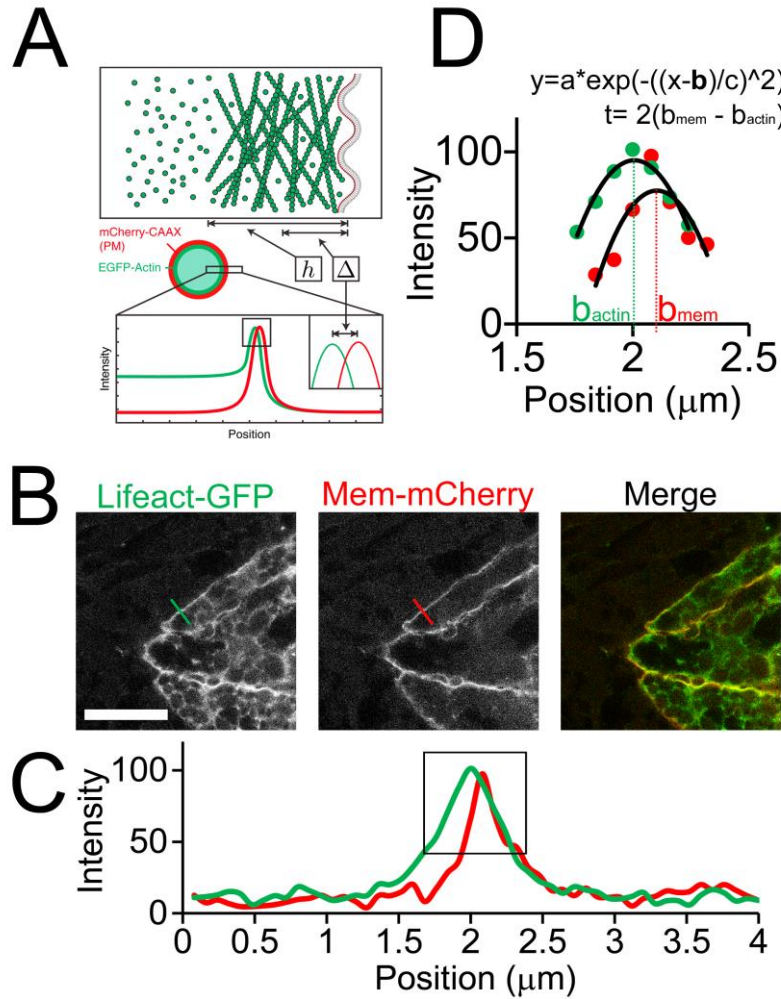 A
mCherry-CAAX
(PM)
EGFP-Actin
h
Δ
Intensity
Position
D
y=a*exp(-((x-b)/c)^2)
t= 2(bmem - bactin)
Intensity
100
50
0
bactin
bmem
1.5
2
2.5
Position (μm)
B
Lifeact-GFP
Mem-mCherry
Merge
C
Intensity
100
50
0
0
0.5
1
1.5
2
2.5
3
3.5
4
Position (μm)